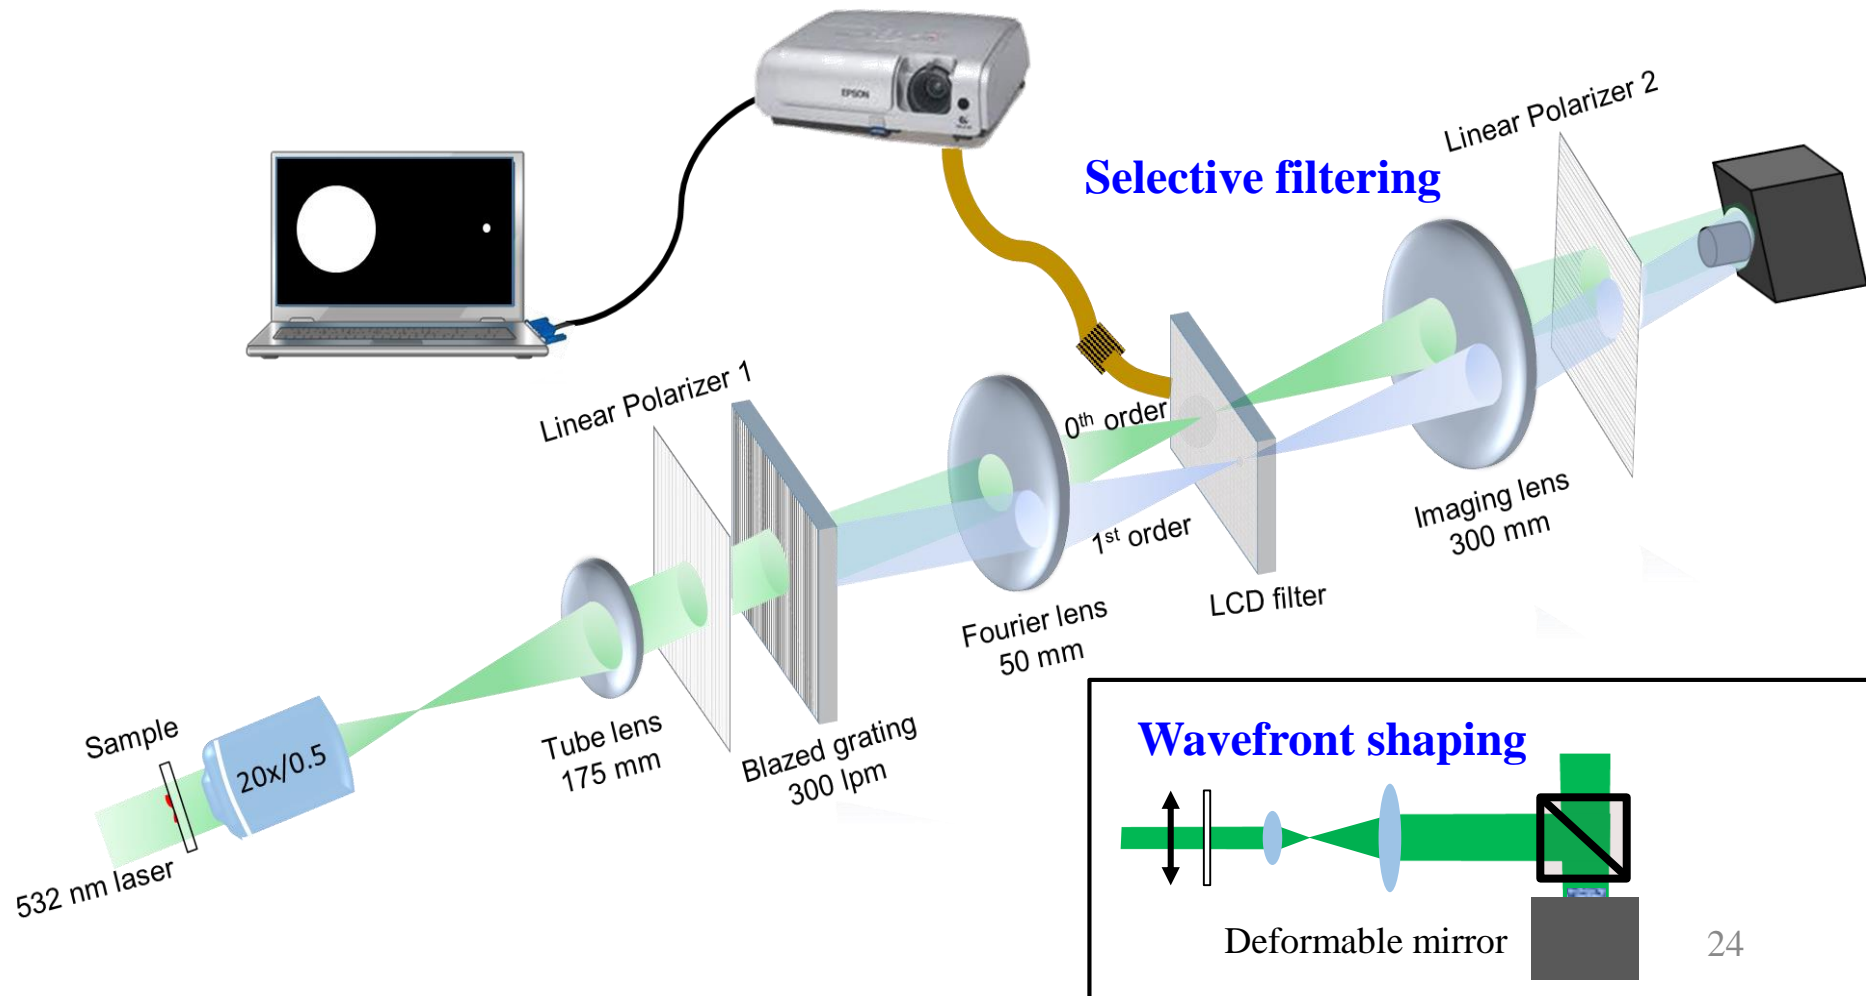 EPSON
Selective filtering
Linear Polarizer 2
Linear Polarizer 1
0th order
1st order
Imaging lens
300 mm
LCD filter
Fourier lens
50 mm
Blazed grating
300 lpm
Tube lens
175 mm
Sample
20x/0.5
532 nm laser
Wavefront shaping
Deformable mirror
24